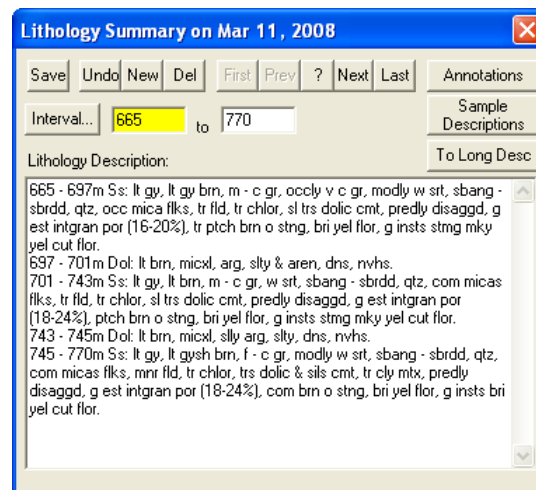 Lithology Summary on Mar 11, 2008
Save Undo New Del First Prev ? Next Last Annotations
Interval... 665 to 770 Sample Descriptions
Lithology Description: To Long Desc
665 - 697m Ss: lt gy, lt gy brn, m - c gr, occly v c gr, modly w srt, sbang -
sbrdd, qtz, occ mica flks, tr fld, tr chlor, sl trs dolic cmt, predly disaggd, g
est intgran por (16-20%), tr ptch brn o stng, bri yel flor, g insts stmg mky
yel cut flor.
697 - 701m Dol: lt brn, micxl, arg, slty & aren, dns, nvhs.
701 - 743m Ss: lt gy, lt brn, m - c gr, w srt, sbang - sbrdd, qtz, com micas
flks, tr fld, tr chlor, sl trs dolic cmt, predly disaggd, g est intgran por
(18-24%), ptch brn o stng, bri yel flor, g insts stmg mky yel cut flor.
743 - 745m Dol: lt brn, micxl, slly arg, slty, dns, nvhs.
745 - 770m Ss: lt gy, lt gysh brn, f - c gr, modly w srt, sbang - sbrdd, qtz,
com micas flks, mnr fld, tr chlor, trs dolic & sils cmt, tr cly mtx, predly
disaggd, g est intgran por (18-24%), com brn o stng, bri yel flor, g insts bri
yel cut flor.